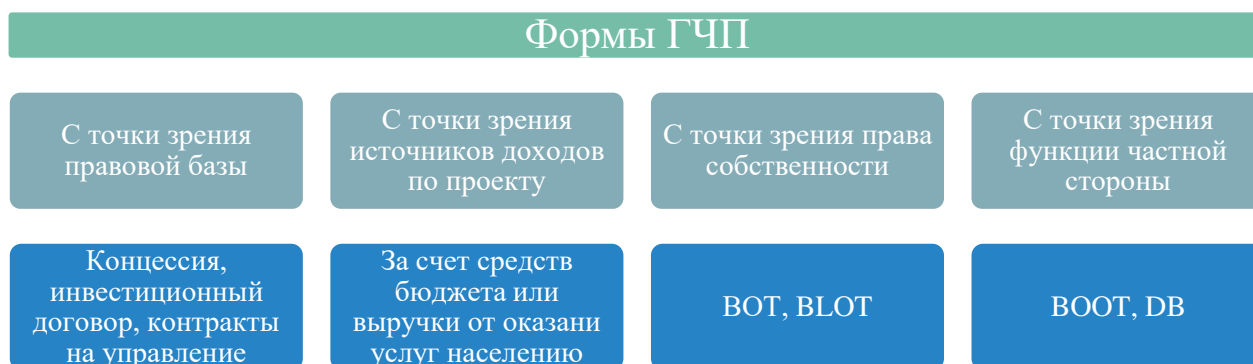 Формы ГЧП
С точки зрения
правовой базы
С точки зрения
источников доходов
по проекту
С точки зрения права
собственности
С точки зрения
функции частной
стороны
Концессия,
инвестиционный
договор, контракты
на управление
За счет средств
бюджета или
выручки от оказани
услуг населению
BOT, BLOT
BOOT, DB